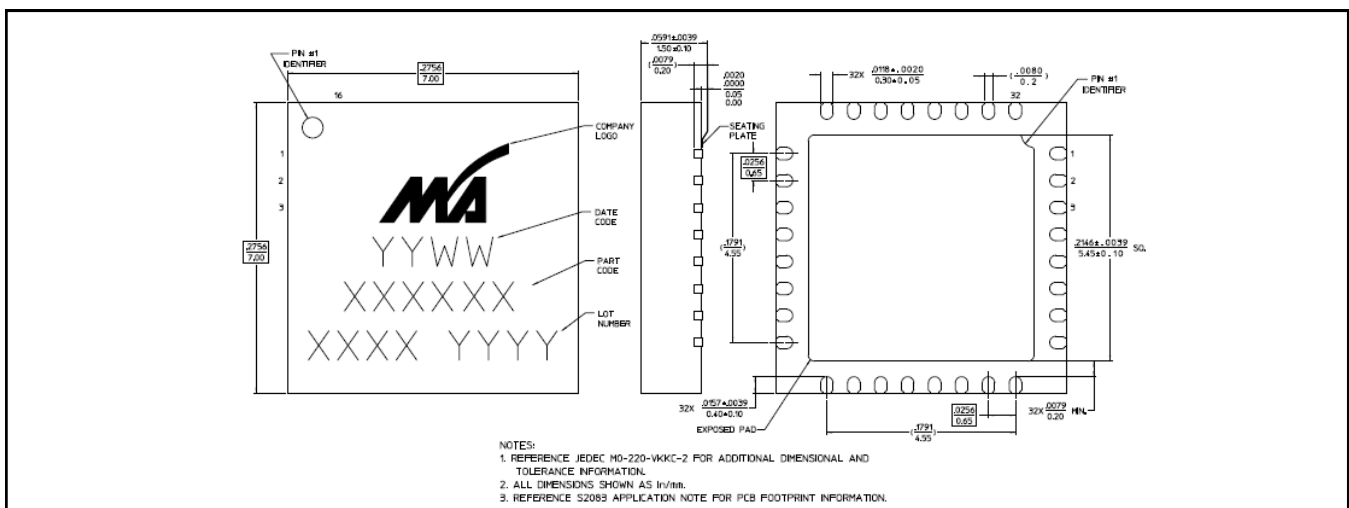 PIN #1
IDENTIFIER
.2756
7.00
16
1
2
3
.2756
7.00
COMPANY
LOGO
MA
DATE
CODE
YYWW
PART
CODE
XXXXXX
LOT
NUMBER
XXXX YYYY
.0591±.0039
1.50±0.10
(.0079
0.20)
.0020
.0000
0.05
0.00
SEATING
PLATE
32X .0118±.0020
0.30±0.05
(.0080
0.2)
32
PIN #1
IDENTIFIER
.0256
0.65
(.1791
4.55)
1
2
3
.2146±.0039 SQ.
5.45±0.10
32X .0157±.0039
0.40±0.10
EXPOSED PAD
.0256
0.65
32X .0079 MIN.
0.20
(.1791
4.55)
NOTES:
1. REFERENCE JEDEC MO-220-VKKC-2 FOR ADDITIONAL DIMENSIONAL AND
TOLERANCE INFORMATION.
2. ALL DIMENSIONS SHOWN AS in/mm.
3. REFERENCE S2083 APPLICATION NOTE FOR PCB FOOTPRINT INFORMATION.